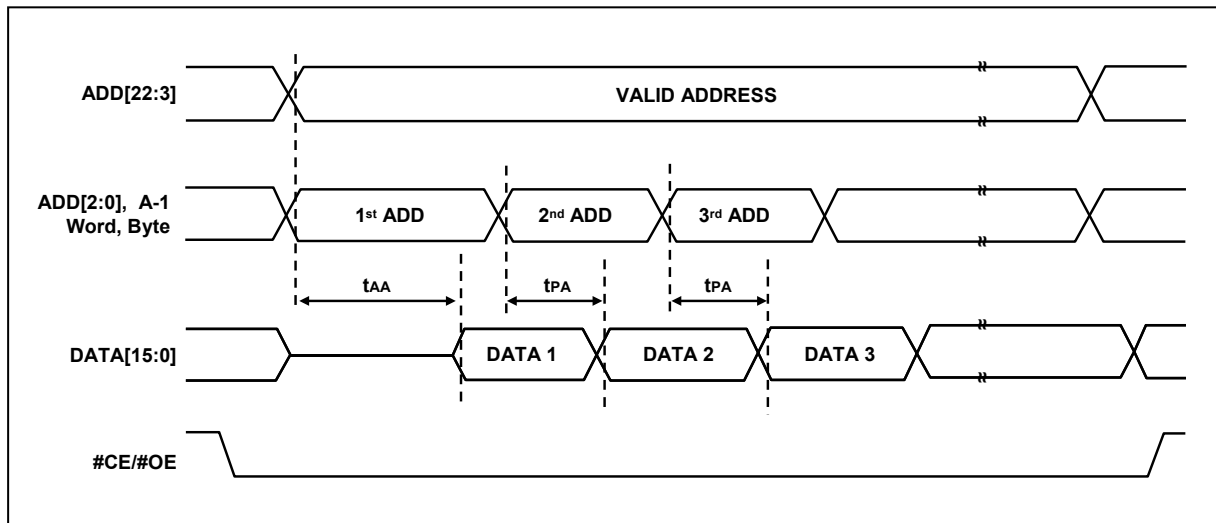 ADD[22:3]
VALID ADDRESS
ADD[2:0], A-1
Word, Byte
1st ADD
2nd ADD
3rd ADD
tAA
tPA
tPA
DATA[15:0]
DATA 1
DATA 2
DATA 3
#CE/#OE